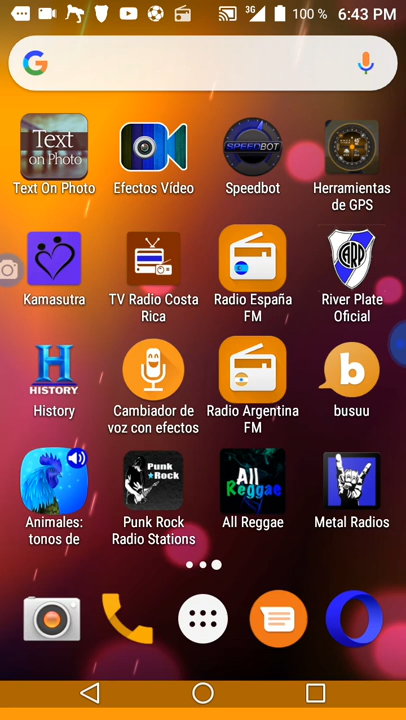 3G 100 % 6:43 PM
G
Text
on Photo
SPEEDBOT
Text On Photo Efectos Vídeo Speedbot Herramientas
de GPS
CARP
Kamasutra TV Radio Costa Radio España River Plate
Rica FM Oficial
HISTORY
b
History Cambiador de Radio Argentina busuu
voz con efectos FM
Punk
Rock
All
Reggae
Animales: Punk Rock All Reggae Metal Radios
tonos de Radio Stations